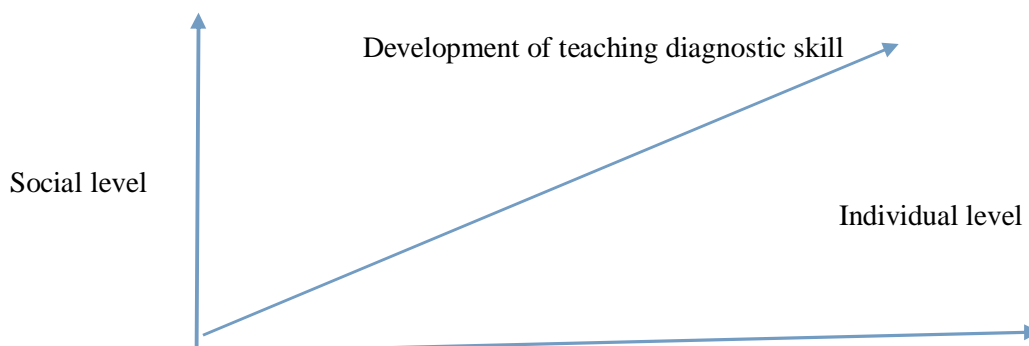 Development of teaching diagnostic skill
Social level
Individual level